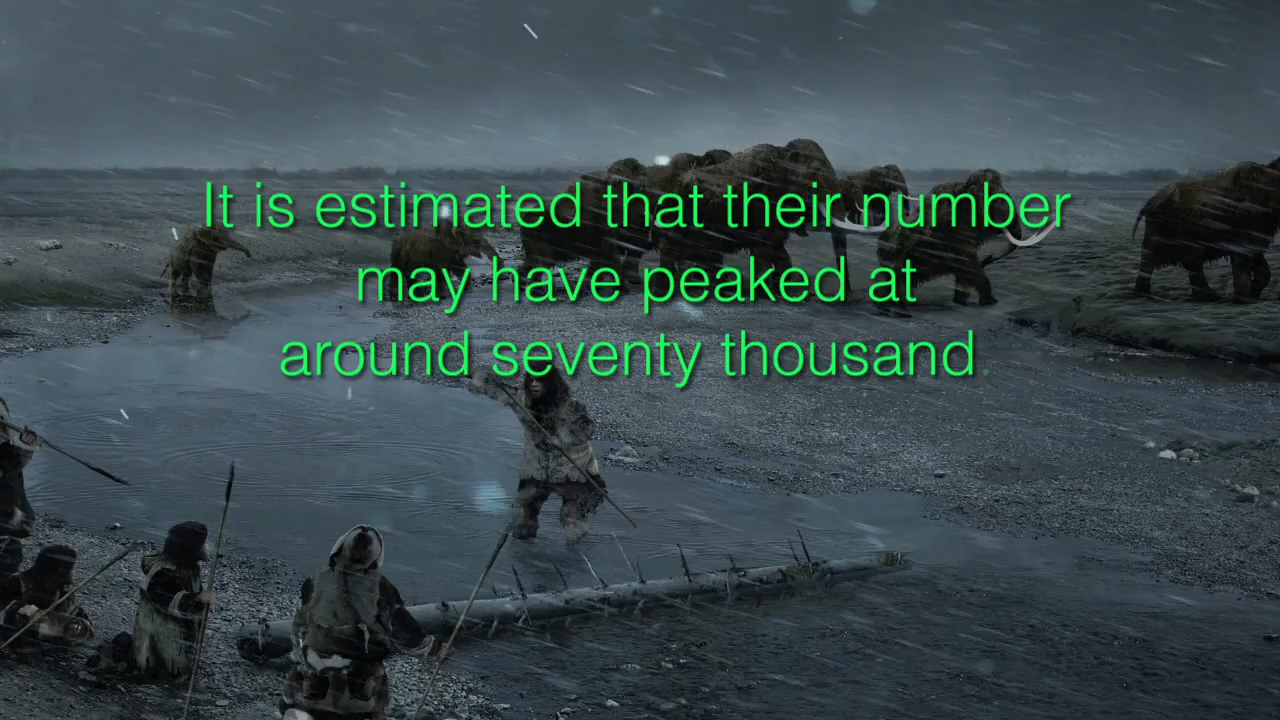 It is estimated that their number
may have peaked at
around seventy thousand.